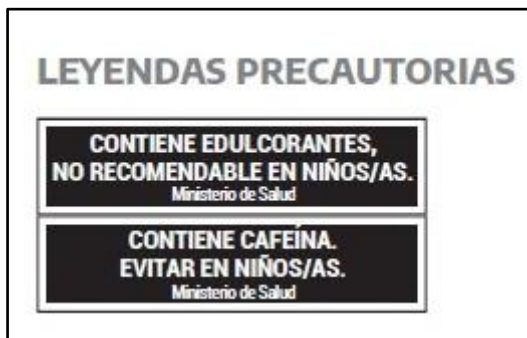 LEYENDAS PRECAUTORIAS
CONTIENE EDULCORANTES,
NO RECOMENDABLE EN NIÑOS/AS.
Ministerio de Salud
CONTIENE CAFEÍNA.
EVITAR EN NIÑOS/AS.
Ministerio de Salud